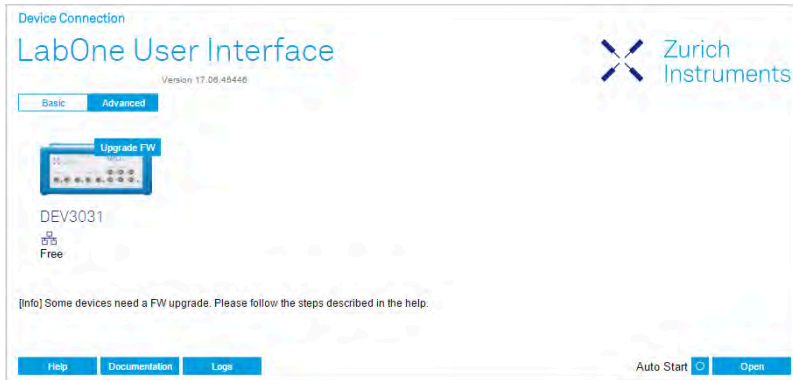 Device Connection
LabOne User Interface
Version 17.06.45446
Zurich
Instruments
Basic
Advanced
Upgrade FW
DEV3031
Free
[Info] Some devices need a FW upgrade. Please follow the steps described in the help.
Help
Documentation
Logs
Auto Start
Open